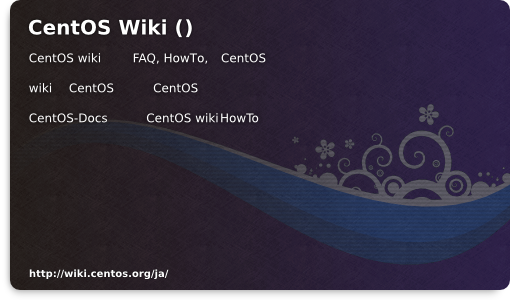 CentOS Wiki ()
CentOS wiki FAQ, HowTo, CentOS
wiki CentOS CentOS
CentOS-Docs CentOS wiki HowTo
http://wiki.centos.org/ja/